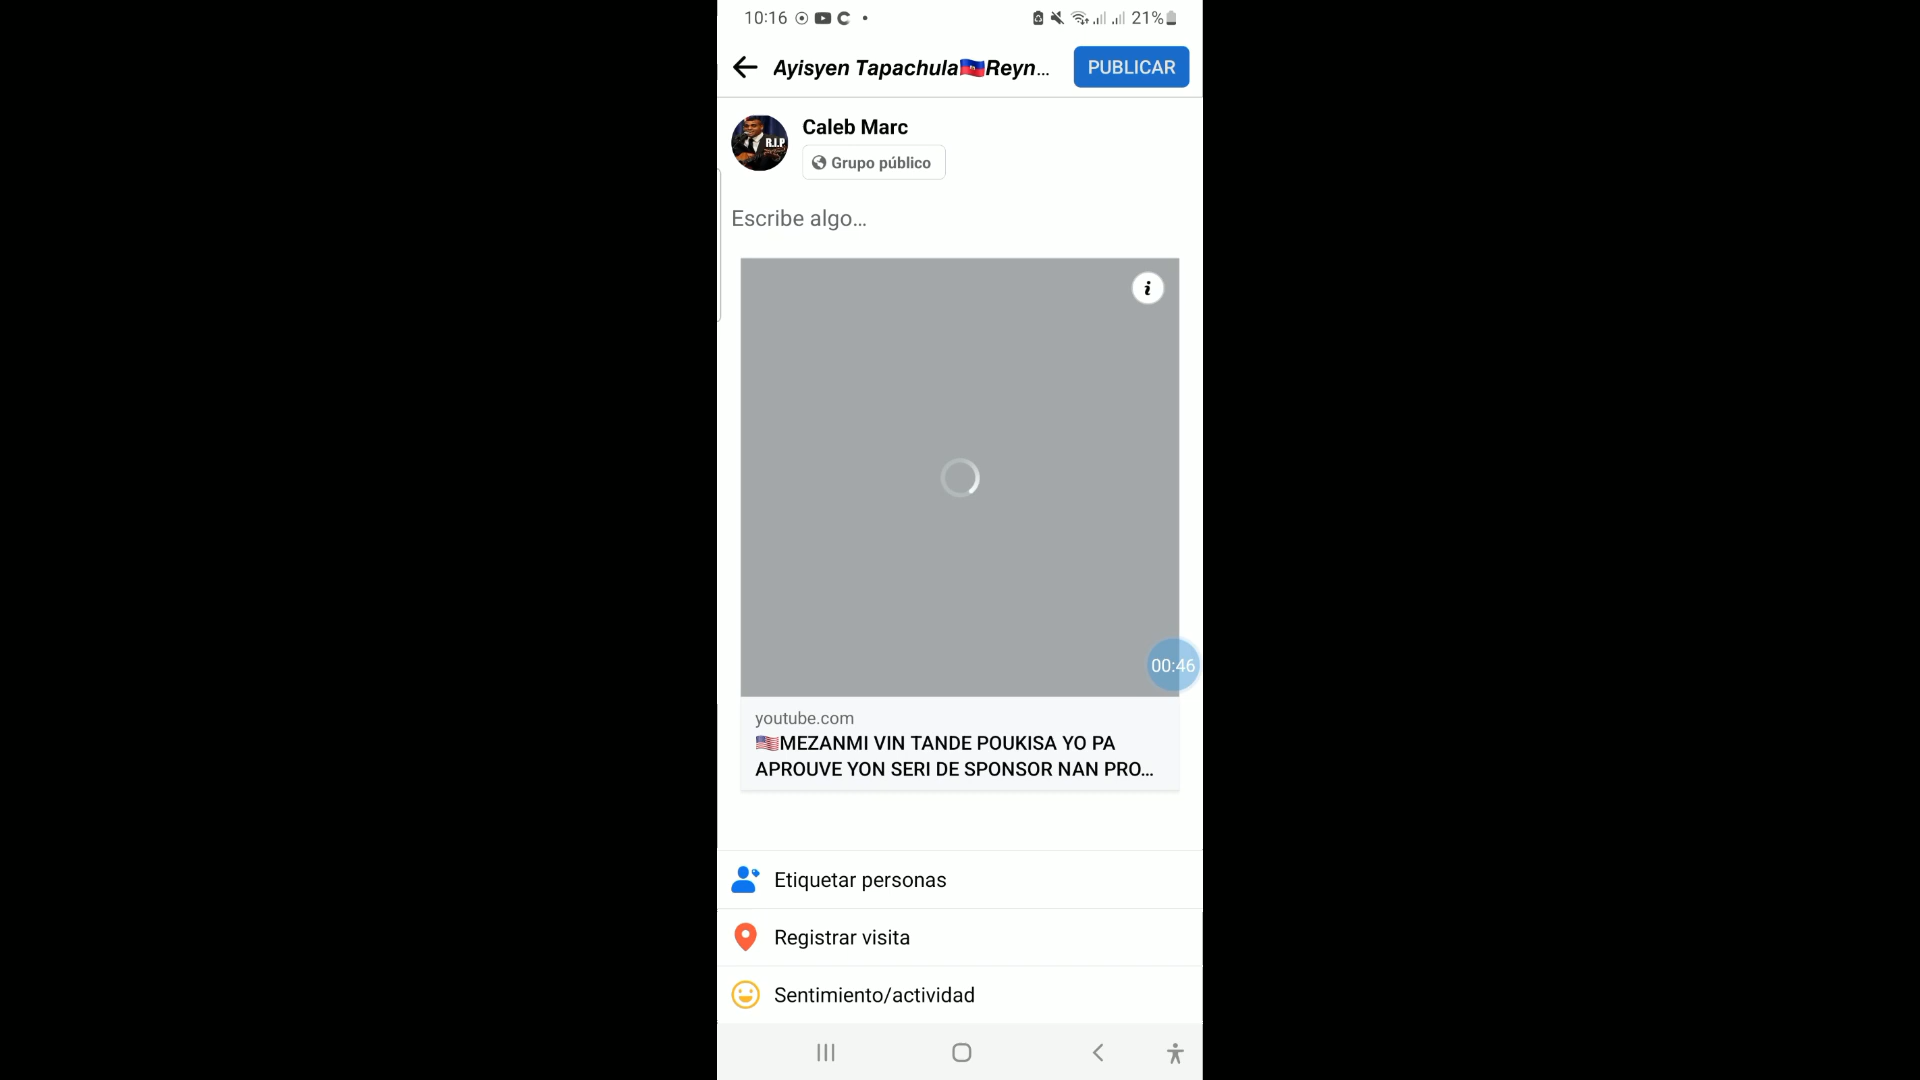 10:16
21%
Ayisyen Tapachula🇭🇹Reyn...
PUBLICAR
R.I.P
Caleb Marc
Grupo público
Escribe algo...
00:46
youtube.com
🇺🇸MEZANMI VIN TANDE POUKISA YO PA
APROUVE YON SERI DE SPONSOR NAN PRO...
Etiquetar personas
Registrar visita
Sentimiento/actividad